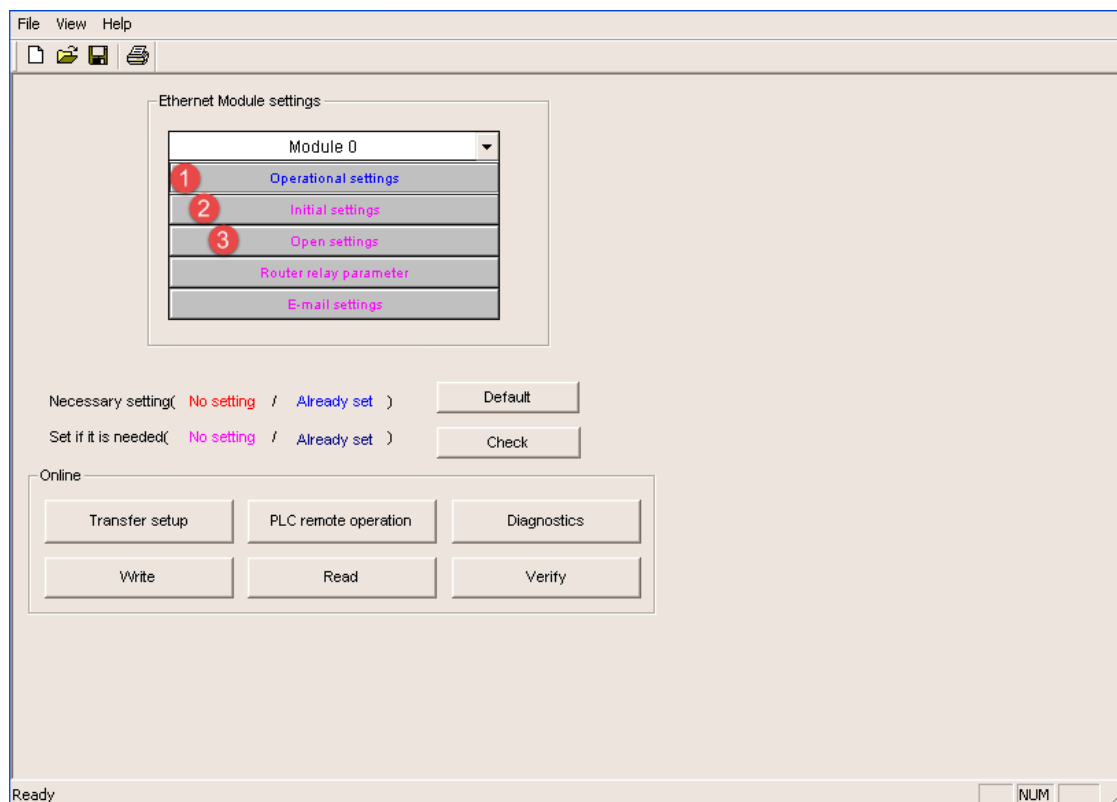 File View Help
Ethernet Module settings
Module 0
1 Operational settings
2 Initial settings
3 Open settings
Router relay parameter
E-mail settings
Necessary setting( No setting / Already set ) Default
Set if it is needed( No setting / Already set ) Check
Online
Transfer setup PLC remote operation Diagnostics
Write Read Verify
Ready NUM